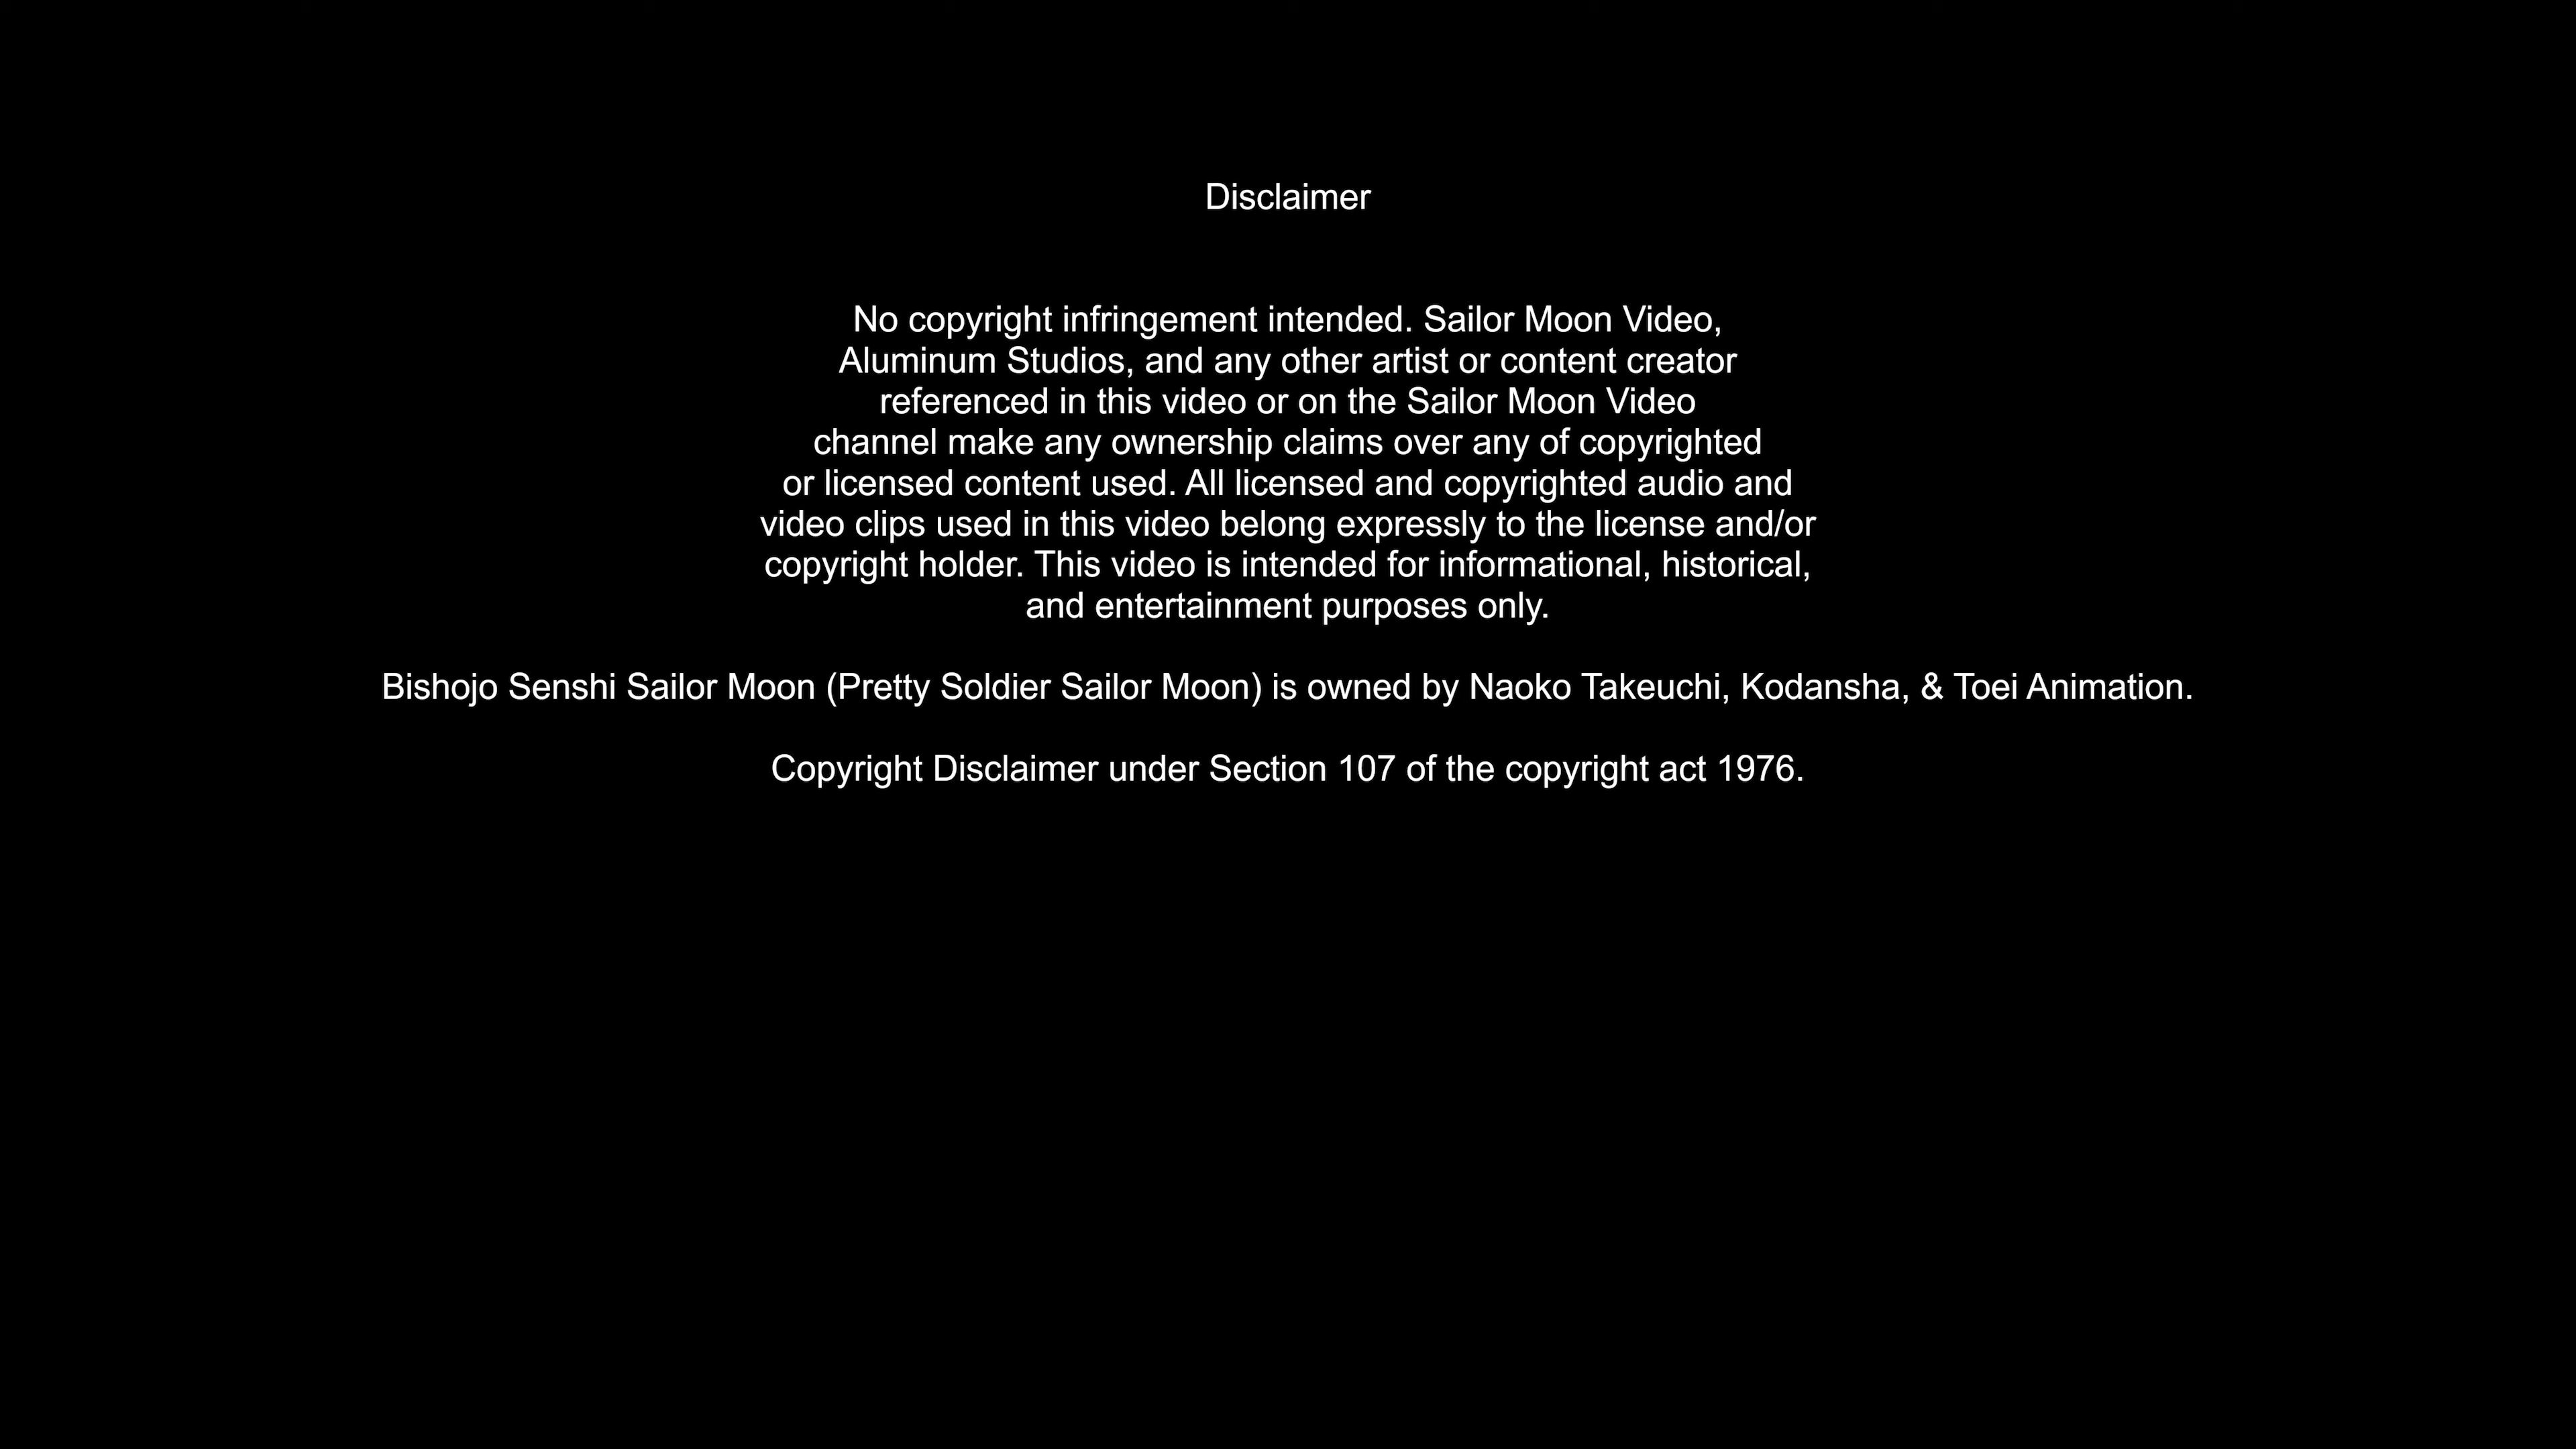 Disclaimer
No copyright infringement intended. Sailor Moon Video,
Aluminum Studios, and any other artist or content creator
referenced in this video or on the Sailor Moon Video
channel make any ownership claims over any of copyrighted
or licensed content used. All licensed and copyrighted audio and
video clips used in this video belong expressly to the license and/or
copyright holder. This video is intended for informational, historical,
and entertainment purposes only.
Bishojo Senshi Sailor Moon (Pretty Soldier Sailor Moon) is owned by Naoko Takeuchi, Kodansha, & Toei Animation.
Copyright Disclaimer under Section 107 of the copyright act 1976.